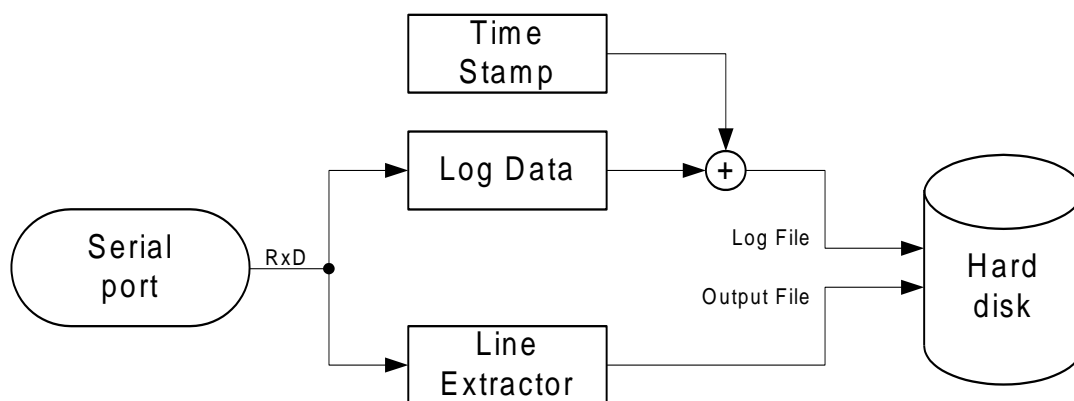 Time
Stamp
Log Data
+
Serial
port
RxD
Log File
Output File
Hard
disk
Line
Extractor